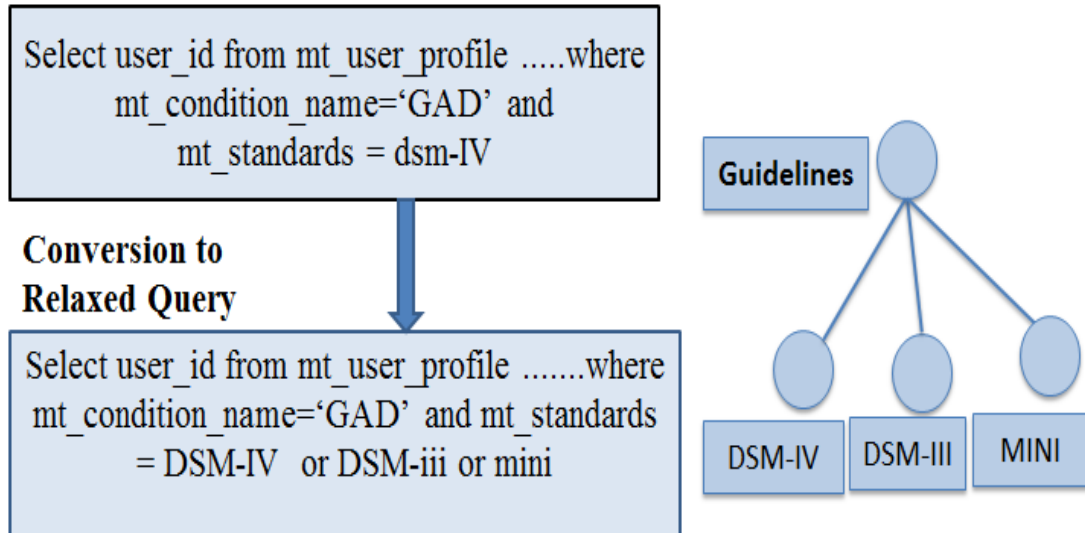 Select user_id from mt_user_profile .....where
mt_condition_name=‘GAD’ and
mt_standards = dsm-IV
Conversion to
Relaxed Query
Select user_id from mt_user_profile .......where
mt_condition_name=‘GAD’ and mt_standards
= DSM-IV or DSM-iii or mini
Guidelines
DSM-IV
DSM-III
MINI